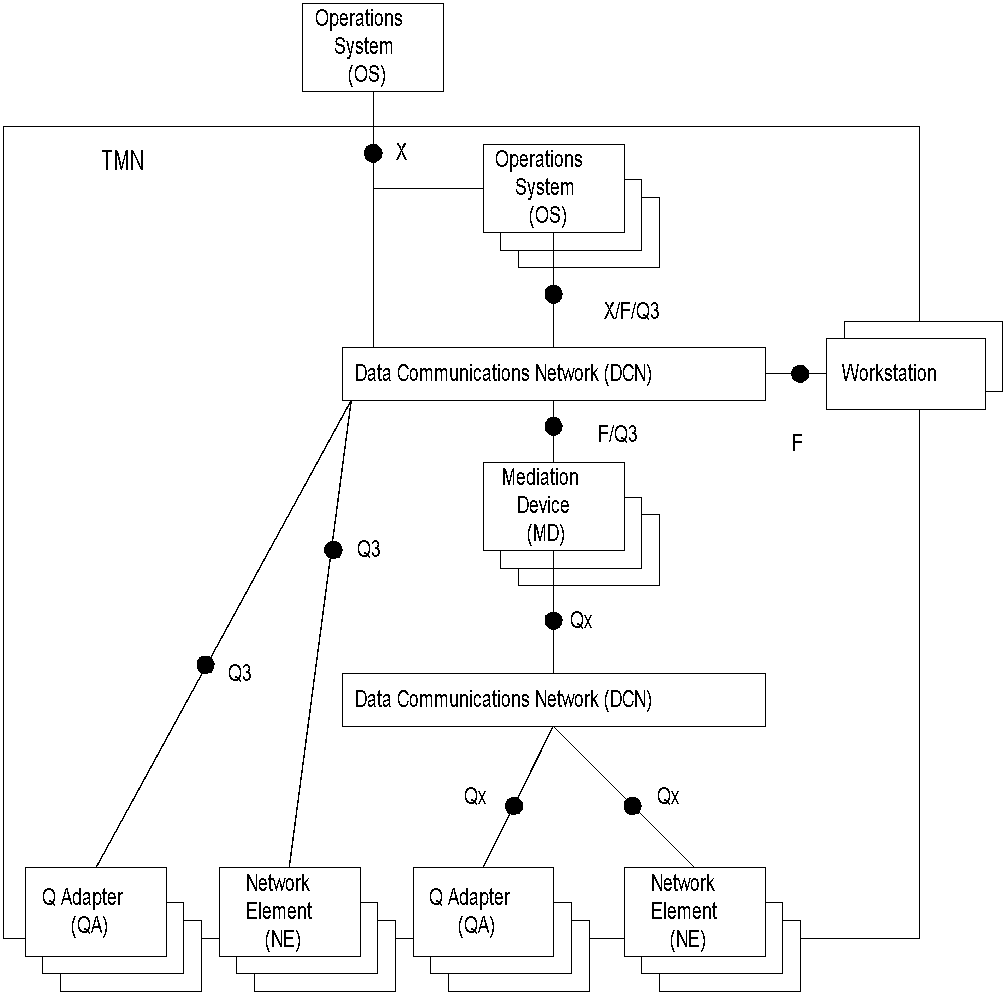 Operations
System
(OS)
TMN
X
Operations
System
(OS)
X/F/Q3
Data Communications Network (DCN)
Workstation
F/Q3
F
Mediation
Device
(MD)
Q3
Qx
Q3
Data Communications Network (DCN)
Qx
Qx
Q Adapter
(QA)
Network
Element
(NE)
Q Adapter
(QA)
Network
Element
(NE)